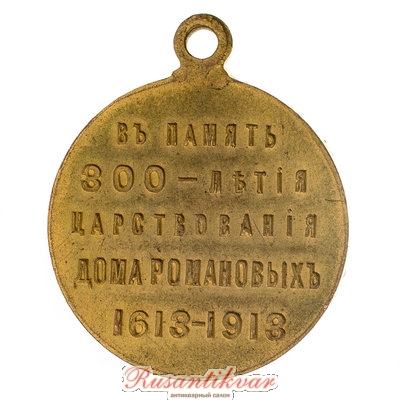 ВЪ ПАМЯТЬ
300-ЛѢТІЯ
ЦАРСТВОВАНІЯ
ДОМА РОМАНОВЫХЪ
1613-1913
Rusantikvar
антикварный салон